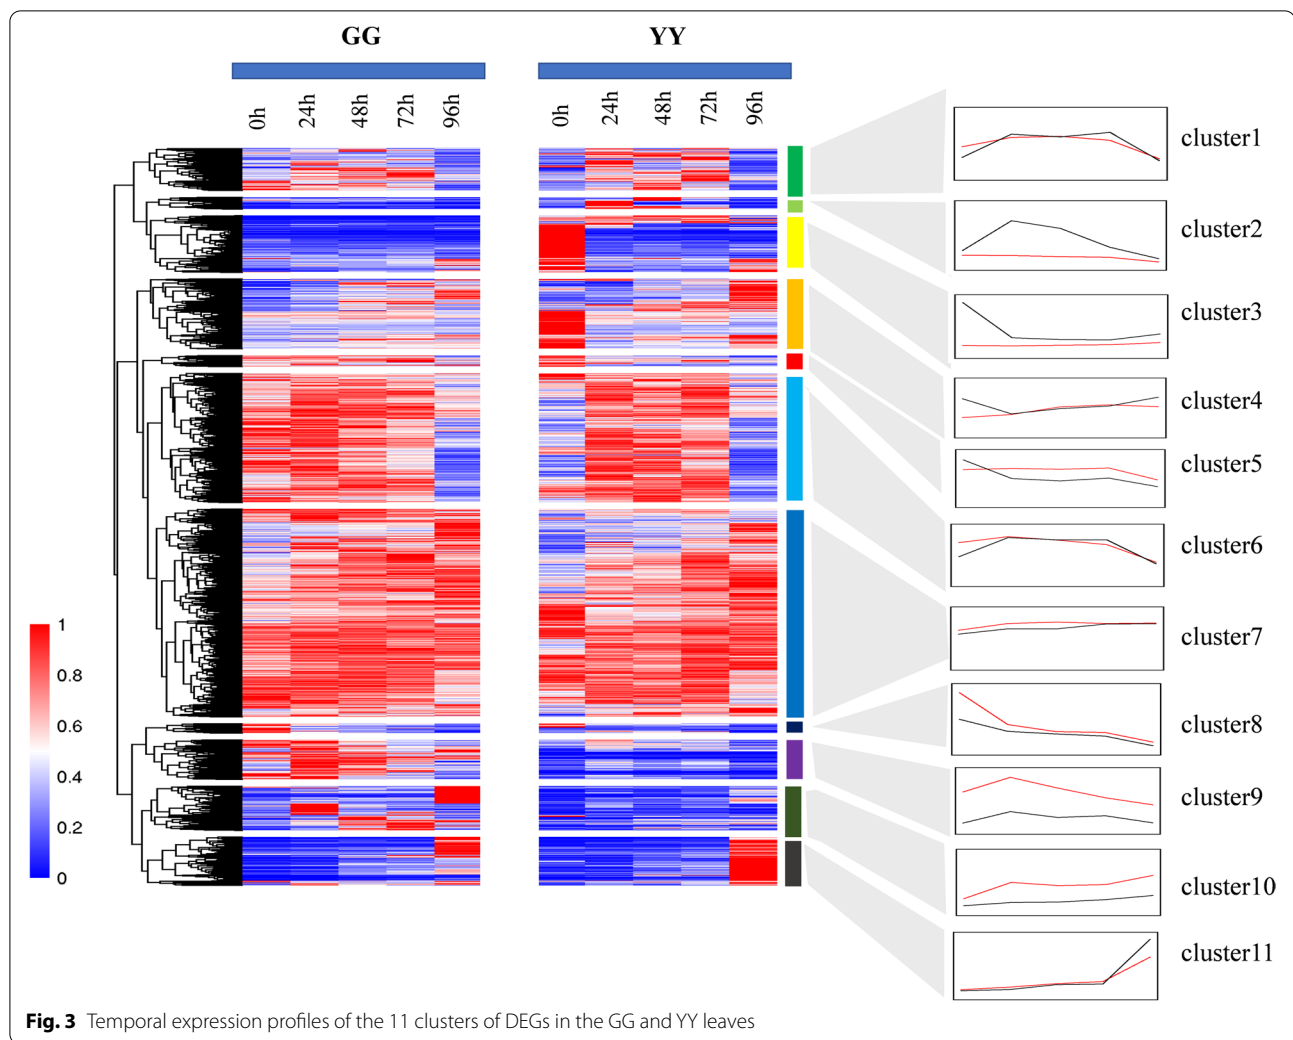 GG YY
0h 24h 48h 72h 96h 0h 24h 48h 72h 96h
cluster1
cluster2
cluster3
cluster4
cluster5
cluster6
cluster7
cluster8
cluster9
cluster10
cluster11
1
0.8
0.6
0.4
0.2
0
Fig. 3 Temporal expression profiles of the 11 clusters of DEGs in the GG and YY leaves